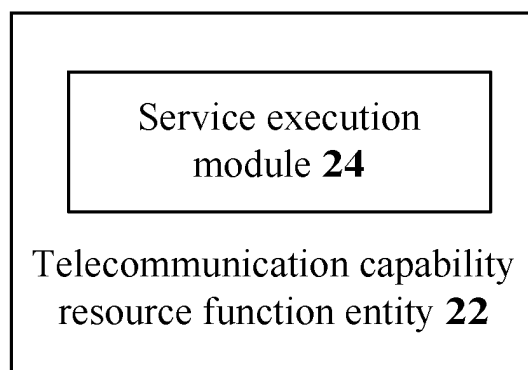 Service execution
module 24
Telecommunication capability
resource function entity 22